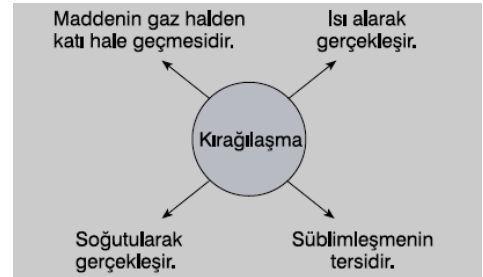 Maddenin gaz halden
katı hale geçmesidir.
Isı alarak
gerçekleşir.
Kırağılaşma
Soğutularak
gerçekleşir.
Süblimleşmenin
tersidir.